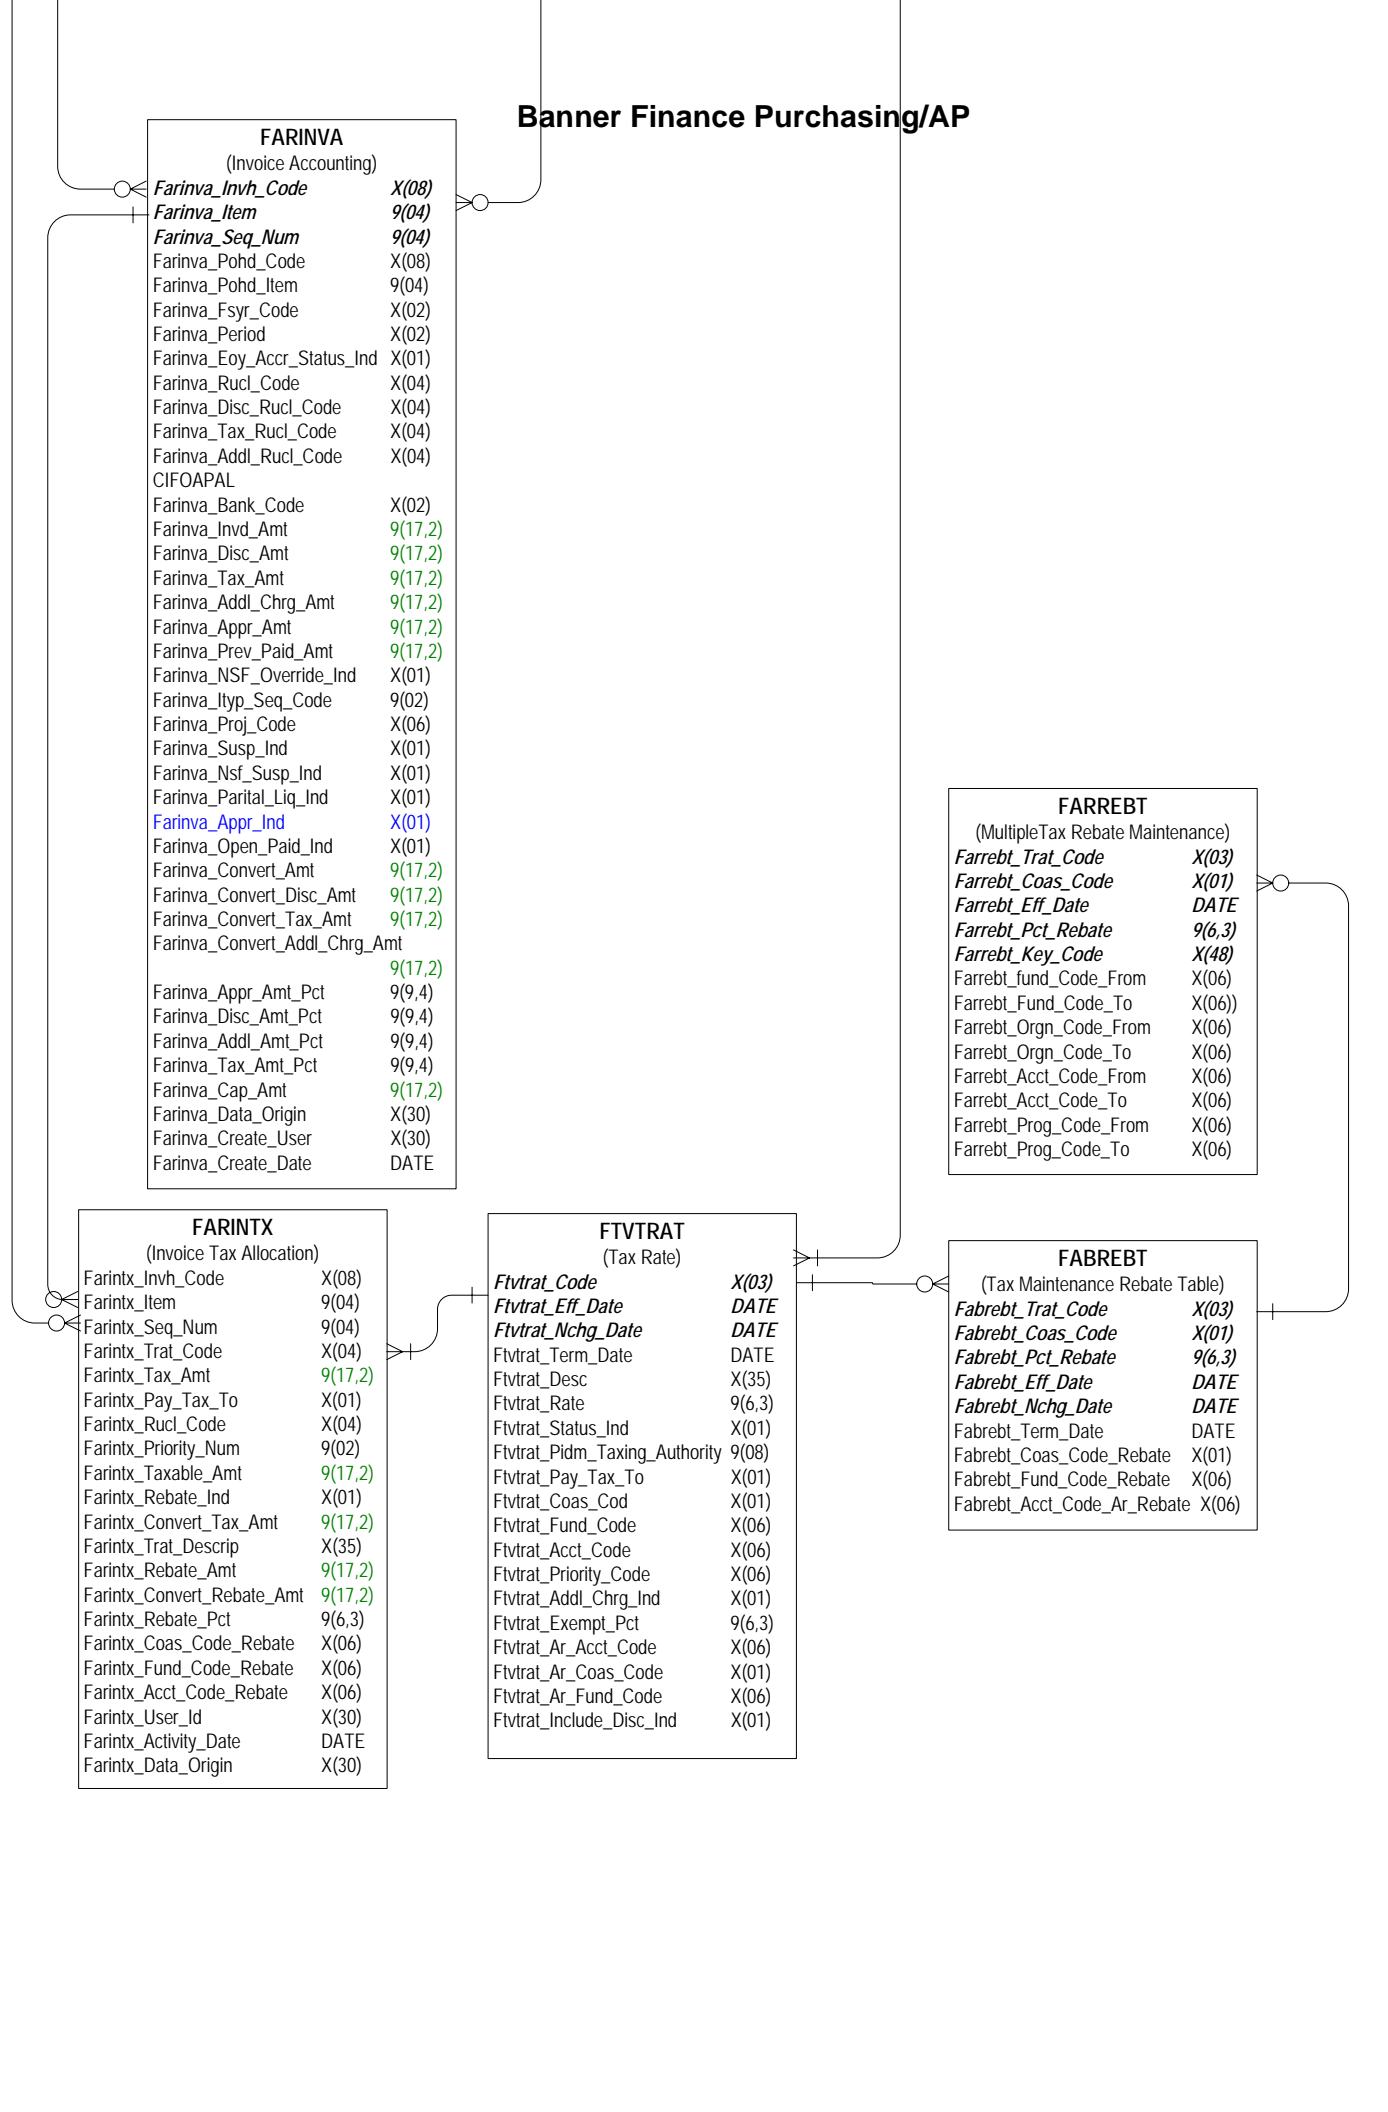 Banner Finance Purchasing/AP
FARINVA
(Invoice Accounting)
Farinva_Invh_Code X(08)
Farinva_Item 9(04)
Farinva_Seq_Num 9(04)
Farinva_Pohd_Code X(08)
Farinva_Pohd_Item 9(04)
Farinva_Fsyr_Code X(02)
Farinva_Period X(02)
Farinva_Eoy_Accr_Status_Ind X(01)
Farinva_Rucl_Code X(04)
Farinva_Disc_Rucl_Code X(04)
Farinva_Tax_Rucl_Code X(04)
Farinva_Addl_Rucl_Code X(04)
CIFOAPAL
Farinva_Bank_Code X(02)
Farinva_Invd_Amt 9(17,2)
Farinva_Disc_Amt 9(17,2)
Farinva_Tax_Amt 9(17,2)
Farinva_Addl_Chrg_Amt 9(17,2)
Farinva_Appr_Amt 9(17,2)
Farinva_Prev_Paid_Amt 9(17,2)
Farinva_NSF_Override_Ind X(01)
Farinva_Ityp_Seq_Code 9(02)
Farinva_Proj_Code X(06)
Farinva_Susp_Ind X(01)
Farinva_Nsf_Susp_Ind X(01)
Farinva_Parital_Liq_Ind X(01)
Farinva_Appr_Ind X(01)
Farinva_Open_Paid_Ind X(01)
Farinva_Convert_Amt 9(17,2)
Farinva_Convert_Disc_Amt 9(17,2)
Farinva_Convert_Tax_Amt 9(17,2)
Farinva_Convert_Addl_Chrg_Amt
9(17,2)
Farinva_Appr_Amt_Pct 9(9,4)
Farinva_Disc_Amt_Pct 9(9,4)
Farinva_Addl_Amt_Pct 9(9,4)
Farinva_Tax_Amt_Pct 9(9,4)
Farinva_Cap_Amt 9(17,2)
Farinva_Data_Origin X(30)
Farinva_Create_User X(30)
Farinva_Create_Date DATE
FARREBT
(MultipleTax Rebate Maintenance)
Farrebt_Trat_Code X(03)
Farrebt_Coas_Code X(01)
Farrebt_Eff_Date DATE
Farrebt_Pct_Rebate 9(6,3)
Farrebt_Key_Code X(48)
Farrebt_fund_Code_From X(06)
Farrebt_Fund_Code_To X(06))
Farrebt_Orgn_Code_From X(06)
Farrebt_Orgn_Code_To X(06)
Farrebt_Acct_Code_From X(06)
Farrebt_Acct_Code_To X(06)
Farrebt_Prog_Code_From X(06)
Farrebt_Prog_Code_To X(06)
FARINTX
(Invoice Tax Allocation)
Farintx_Invh_Code X(08)
Farintx_Item 9(04)
Farintx_Seq_Num 9(04)
Farintx_Trat_Code X(04)
Farintx_Tax_Amt 9(17,2)
Farintx_Pay_Tax_To X(01)
Farintx_Rucl_Code X(04)
Farintx_Priority_Num 9(02)
Farintx_Taxable_Amt 9(17,2)
Farintx_Rebate_Ind X(01)
Farintx_Convert_Tax_Amt 9(17,2)
Farintx_Trat_Descrip X(35)
Farintx_Rebate_Amt 9(17,2)
Farintx_Convert_Rebate_Amt 9(17,2)
Farintx_Rebate_Pct 9(6,3)
Farintx_Coas_Code_Rebate X(06)
Farintx_Fund_Code_Rebate X(06)
Farintx_Acct_Code_Rebate X(06)
Farintx_User_Id X(30)
Farintx_Activity_Date DATE
Farintx_Data_Origin X(30)
FTVTRAT
(Tax Rate)
Ftvtrat_Code X(03)
Ftvtrat_Eff_Date DATE
Ftvtrat_Nchg_Date DATE
Ftvtrat_Term_Date DATE
Ftvtrat_Desc X(35)
Ftvtrat_Rate 9(6,3)
Ftvtrat_Status_Ind X(01)
Ftvtrat_Pidm_Taxing_Authority 9(08)
Ftvtrat_Pay_Tax_To X(01)
Ftvtrat_Coas_Cod X(01)
Ftvtrat_Fund_Code X(06)
Ftvtrat_Acct_Code X(06)
Ftvtrat_Priority_Code X(06)
Ftvtrat_Addl_Chrg_Ind X(01)
Ftvtrat_Exempt_Pct 9(6,3)
Ftvtrat_Ar_Acct_Code X(06)
Ftvtrat_Ar_Coas_Code X(01)
Ftvtrat_Ar_Fund_Code X(06)
Ftvtrat_Include_Disc_Ind X(01)
FABREBT
(Tax Maintenance Rebate Table)
Fabrebt_Trat_Code X(03)
Fabrebt_Coas_Code X(01)
Fabrebt_Pct_Rebate 9(6,3)
Fabrebt_Eff_Date DATE
Fabrebt_Nchg_Date DATE
Fabrebt_Term_Date DATE
Fabrebt_Coas_Code_Rebate X(01)
Fabrebt_Fund_Code_Rebate X(06)
Fabrebt_Acct_Code_Ar_Rebate X(06)